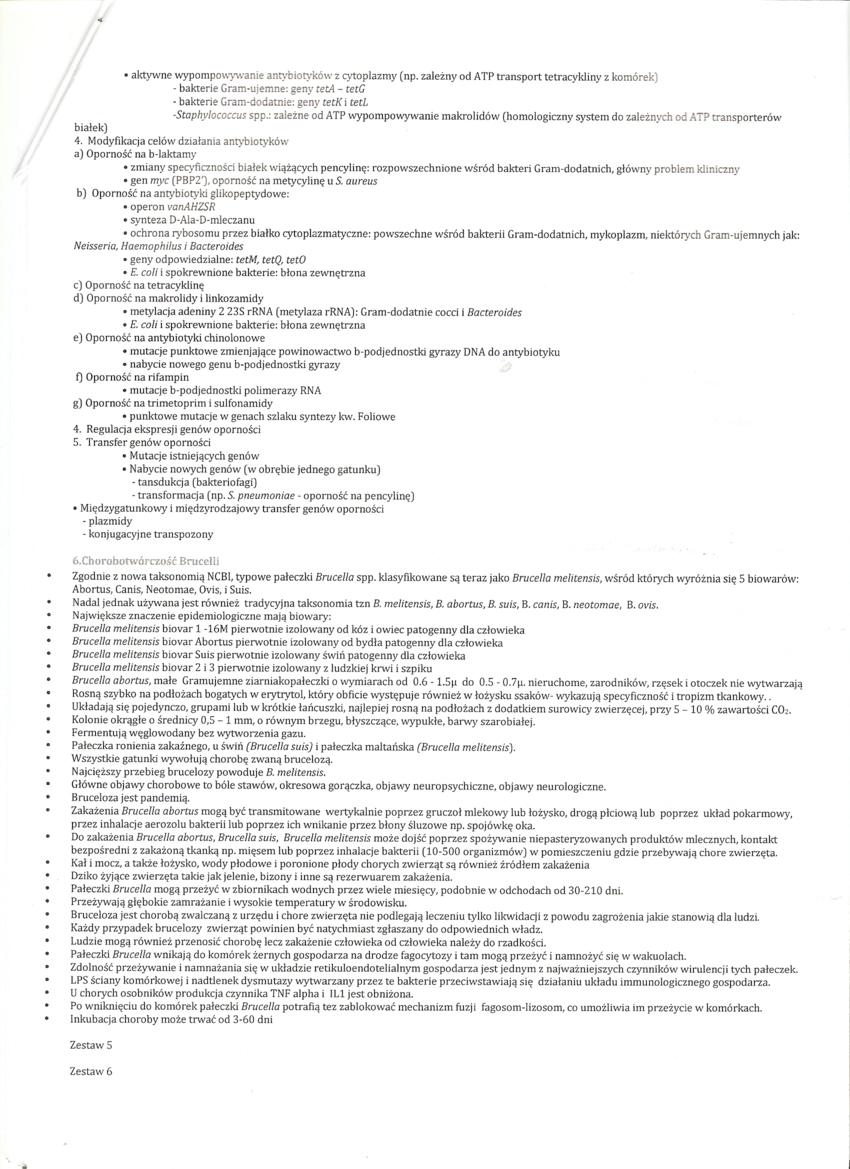 • aktywne wypompowywanie antybiotyków z cytoplazmy (np. zależny od ATP transport tetracykliny z komórek)
- bakterie Gram-ujemne: geny tetA – tetG
- bakterie Gram-dodatnie: geny tetK i tetL
-Staphylococcus spp.: zależne od ATP wypompowywanie makrolidów (homologiczny system do zależnych od ATP transporterów
białek)
4. Modyfikacja celów działania antybiotyków
a) Oporność na b-laktamy
• zmiany specyficzności białek wiążących pencylinę: rozpowszechnione wśród bakteri Gram-dodatnich, główny problem kliniczny
• gen myc (PBP2'), oporność na metycylinę u S. aureus
b) Oporność na antybiotyki glikopeptydowe:
• operon vanAHZSR
• synteza D-Ala-D-mleczanu
• ochrona rybosomu przez białko cytoplazmatyczne: powszechne wśród bakterii Gram-dodatnich, mykoplazm, niektórych Gram-ujemnych jak:
Neisseria, Haemophilus i Bacteroides
• geny odpowiedzialne: tetM, tetQ, tetO
• E. coli i spokrewnione bakterie: błona zewnętrzna
c) Oporność na tetracyklinę
d) Oporność na makrolidy i linkozamidy
• metylacja adeniny 2 23S rRNA (metylaza rRNA): Gram-dodatnie cocci i Bacteroides
• E. coli i spokrewnione bakterie: błona zewnętrzna
e) Oporność na antybiotyki chinolonowe
• mutacje punktowe zmieniające powinowactwo b-podjednostki gyrazy DNA do antybiotyku
• nabycie nowego genu b-podjednostki gyrazy
f) Oporność na rifampin
• mutacje b-podjednostki polimerazy RNA
g) Oporność na trimetoprim i sulfonamidy
• punktowe mutacje w genach szlaku syntezy kw. Foliowe
4. Regulacja ekspresji genów oporności
5. Transfer genów oporności
• Mutacje istniejących genów
• Nabycie nowych genów (w obrębie jednego gatunku)
- tansdukcja (bakteriofagi)
- transformacja (np. S. pneumoniae - oporność na pencylinę)
• Międzygatunkowy i międzyrodzajowy transfer genów oporności
- plazmidy
- konjugacyjne transpozony
6.Chorobotwórczość Brucelli
• Zgodnie z nowa taksonomią NCBI, typowe pałeczki Brucella spp. klasyfikowane są teraz jako Brucella melitensis, wśród których wyróżnia się 5 biowarów:
Abortus, Canis, Neotomae, Ovis, i Suis.
• Nadal jednak używana jest również tradycyjna taksonomia tzn B. melitensis, B. abortus, B. suis, B. canis, B. neotomae, B. ovis.
• Największe znaczenie epidemiologiczne mają biowary:
• Brucella melitensis biovar 1 -16M pierwotnie izolowany od kóz i owiec patogenny dla człowieka
• Brucella melitensis biovar Abortus pierwotnie izolowany od bydła patogenny dla człowieka
• Brucella melitensis biovar Suis pierwotnie izolowany świń patogenny dla człowieka
• Brucella melitensis biovar 2 i 3 pierwotnie izolowany z ludzkiej krwi i szpiku
• Brucella abortus, małe Gramujemne ziarniakopałeczki o wymiarach od 0.6 - 1.5µ do 0.5 - 0.7µ. nieruchome, zarodników, rzęsek i otoczek nie wytwarzają
• Rosną szybko na podłożach bogatych w erytrytol, który obficie występuje również w łożysku ssaków- wykazują specyficzność i tropizm tkankowy. .
• Układają się pojedynczo, grupami lub w krótkie łańcuszki, najlepiej rosną na podłożach z dodatkiem surowicy zwierzęcej, przy 5 – 10 % zawartości CO₂.
• Kolonie okrągłe o średnicy 0,5 – 1 mm, o równym brzegu, błyszczące, wypukłe, barwy szarobiałej.
• Fermentują węglowodany bez wytworzenia gazu.
• Pałeczka ronienia zakaźnego, u świń (Brucella suis) i pałeczka maltańska (Brucella melitensis).
• Wszystkie gatunki wywołują chorobę zwaną brucelozą.
• Najcięższy przebieg brucelozy powoduje B. melitensis.
• Główne objawy chorobowe to bóle stawów, okresowa gorączka, objawy neuropsychiczne, objawy neurologiczne.
• Bruceloza jest pandemią.
• Zakażenia Brucella abortus mogą być transmitowane wertykalnie poprzez gruczoł mlekowy lub łożysko, drogą płciową lub poprzez układ pokarmowy,
przez inhalacje aerozolu bakterii lub poprzez ich wnikanie przez błony śluzowe np. spojówkę oka.
• Do zakażenia Brucella abortus, Brucella suis, Brucella melitensis może dojść poprzez spożywanie niepasteryzowanych produktów mlecznych, kontakt
bezpośredni z zakażoną tkanką np. mięsem lub poprzez inhalacje bakterii (10-500 organizmów) w pomieszczeniu gdzie przebywają chore zwierzęta.
• Kał i mocz, a także łożysko, wody płodowe i poronione płody chorych zwierząt są również źródłem zakażenia
• Dziko żyjące zwierzęta takie jak jelenie, bizony i inne są rezerwuarem zakażenia.
• Pałeczki Brucella mogą przeżyć w zbiornikach wodnych przez wiele miesięcy, podobnie w odchodach od 30-210 dni.
• Przeżywają głębokie zamrażanie i wysokie temperatury w środowisku.
• Bruceloza jest chorobą zwalczaną z urzędu i chore zwierzęta nie podlegają leczeniu tylko likwidacji z powodu zagrożenia jakie stanowią dla ludzi.
• Każdy przypadek brucelozy zwierząt powinien być natychmiast zgłaszany do odpowiednich władz.
• Ludzie mogą również przenosić chorobę lecz zakażenie człowieka od człowieka należy do rzadkości.
• Pałeczki Brucella wnikają do komórek żernych gospodarza na drodze fagocytozy i tam mogą przeżyć i namnożyć się w wakuolach.
• Zdolność przeżywanie i namnażania się w układzie retikuloendotelialnym gospodarza jest jednym z najważniejszych czynników wirulencji tych pałeczek.
• LPS ściany komórkowej i nadtlenek dysmutazy wytwarzany przez te bakterie przeciwstawiają się działaniu układu immunologicznego gospodarza.
• U chorych osobników produkcja czynnika TNF alpha i IL1 jest obniżona.
• Po wniknięciu do komórek pałeczki Brucella potrafią tez zablokować mechanizm fuzji fagosom-lizosom, co umożliwia im przeżycie w komórkach.
• Inkubacja choroby może trwać od 3-60 dni
Zestaw 5
Zestaw 6